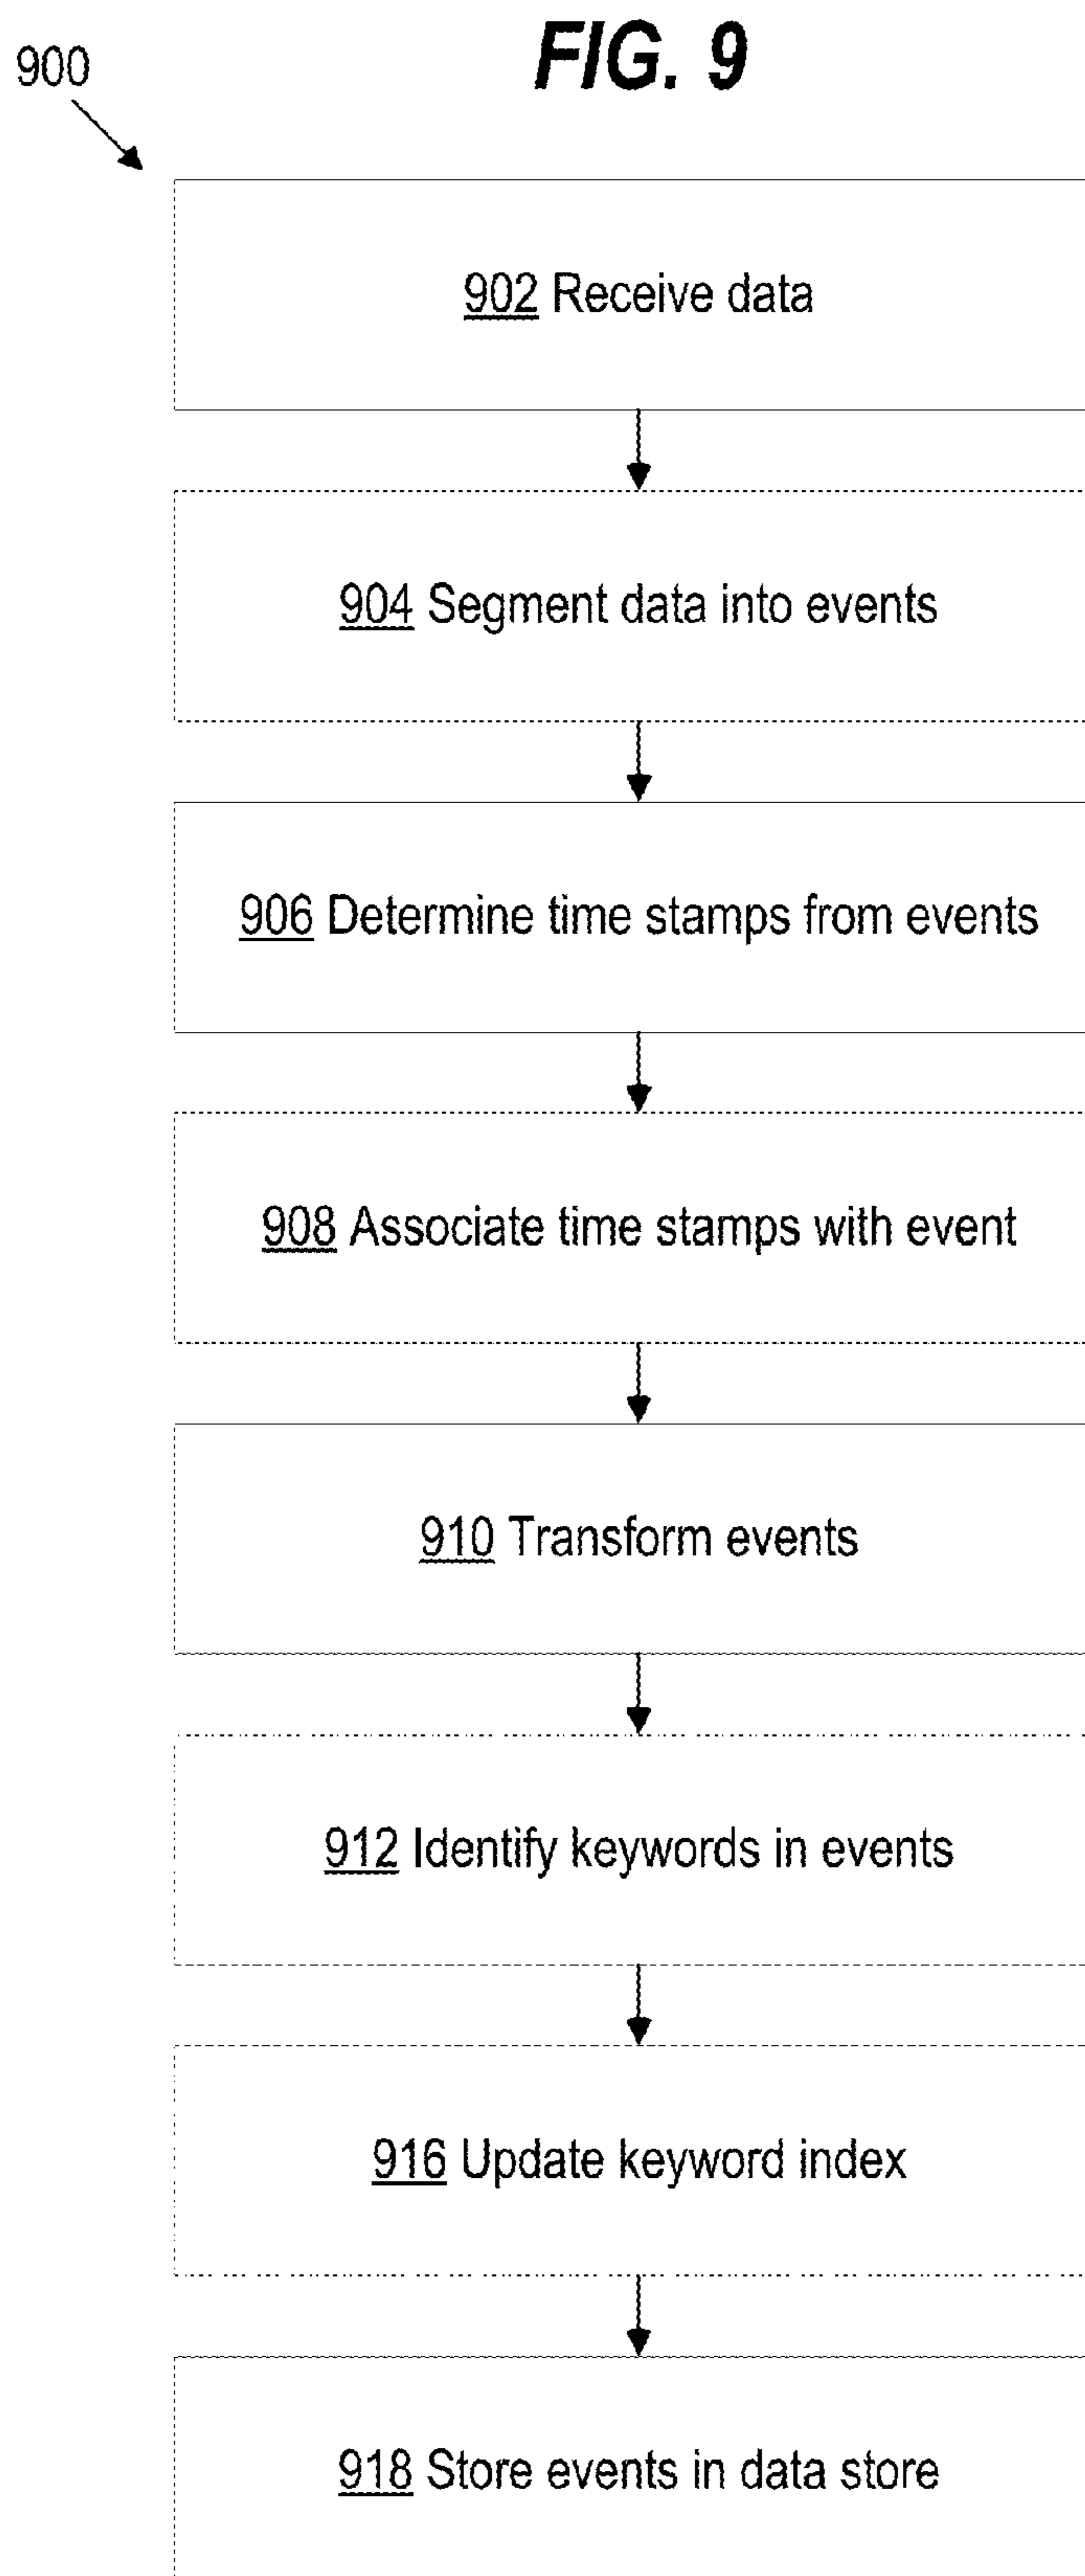 FIG. 9
900
902 Receive data
904 Segment data into events
906 Determine time stamps from events
908 Associate time stamps with event
910 Transform events
912 Identify keywords in events
916 Update keyword index
918 Store events in data store